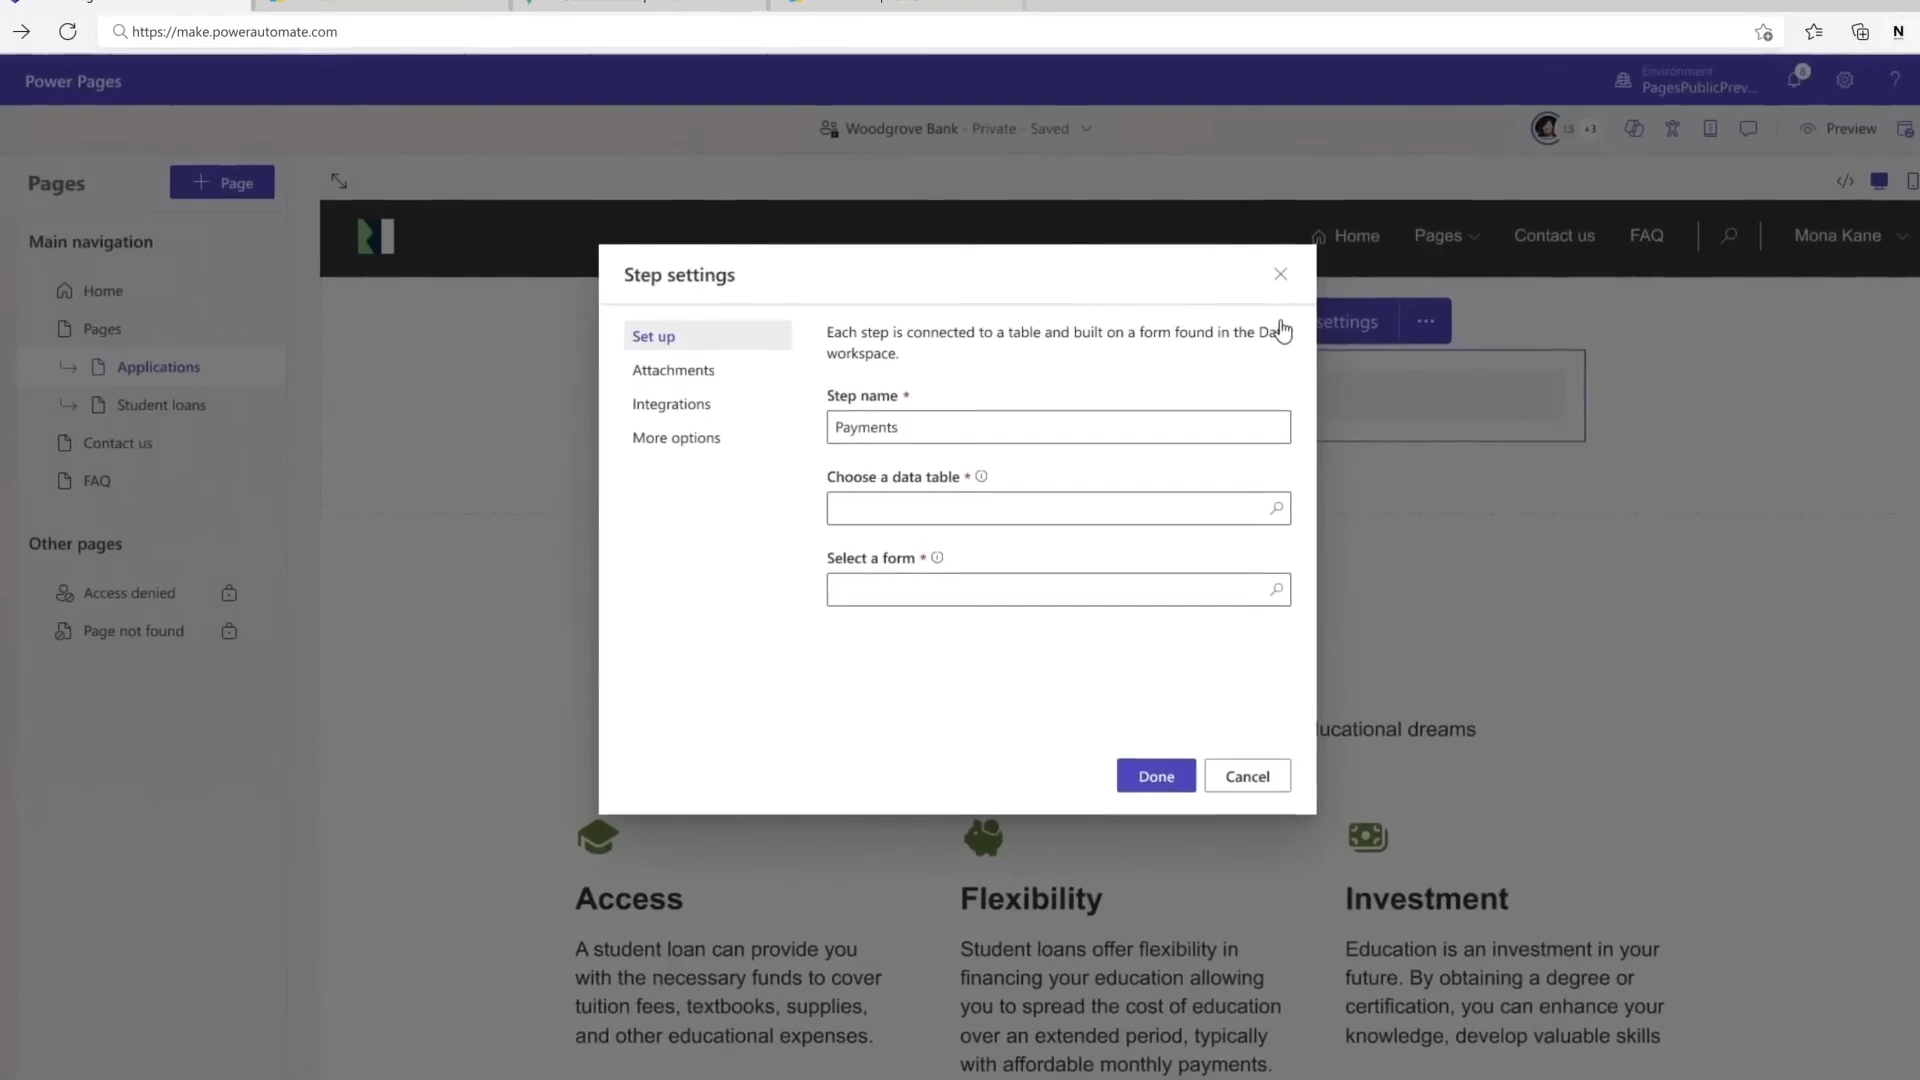 https://make.powerautomate.com
N
Power Pages
Environment
PagesPublicPrev...
8
?
Woodgrove Bank - Private - Saved
LS
+3
Preview
Pages
+ Page
</>
Main navigation
Home
Pages
Applications
Student loans
Contact us
FAQ
Other pages
Access denied
Page not found
Home
Pages
Contact us
FAQ
Mona Kane
settings
...
Step settings
Set up
Attachments
Integrations
More options
Each step is connected to a table and built on a form found in the Da
workspace.
Step name *
Payments
Choose a data table *
Select a form *
Done
Cancel
ucational dreams
Access
A student loan can provide you
with the necessary funds to cover
tuition fees, textbooks, supplies,
and other educational expenses.
Flexibility
Student loans offer flexibility in
financing your education allowing
you to spread the cost of education
over an extended period, typically
with affordable monthly payments.
Investment
Education is an investment in your
future. By obtaining a degree or
certification, you can enhance your
knowledge, develop valuable skills